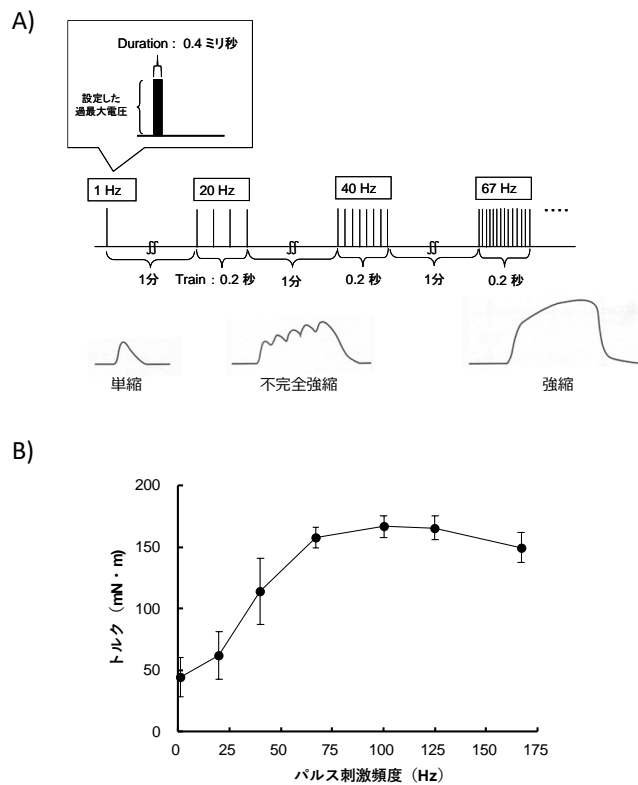 A)
Duration : 0.4 ミリ秒
設定した
過最大電圧
1 Hz
20 Hz
40 Hz
67 Hz
1分
Train : 0.2 秒
1分
0.2 秒
1分
0.2 秒
単縮
不完全強縮
強縮
B)
トルク (mN・m)
200
150
100
50
0
0
25
50
75
100
125
150
175
パルス刺激頻度 (Hz)